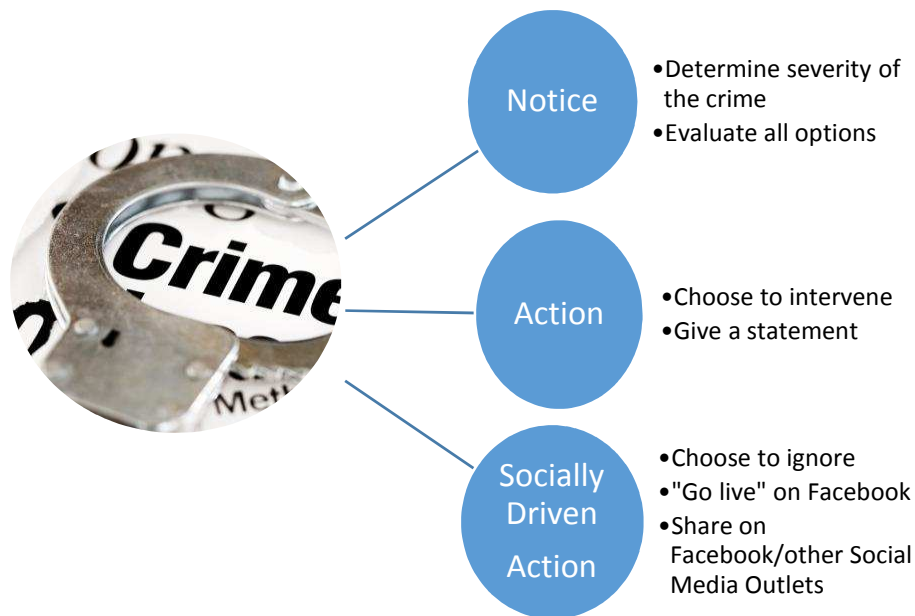 Notice
•Determine severity of
the crime
•Evaluate all options
Crime
Met
Action
•Choose to intervene
•Give a statement
Socially
Driven
Action
•Choose to ignore
•"Go live" on Facebook
•Share on
Facebook/other Social
Media Outlets